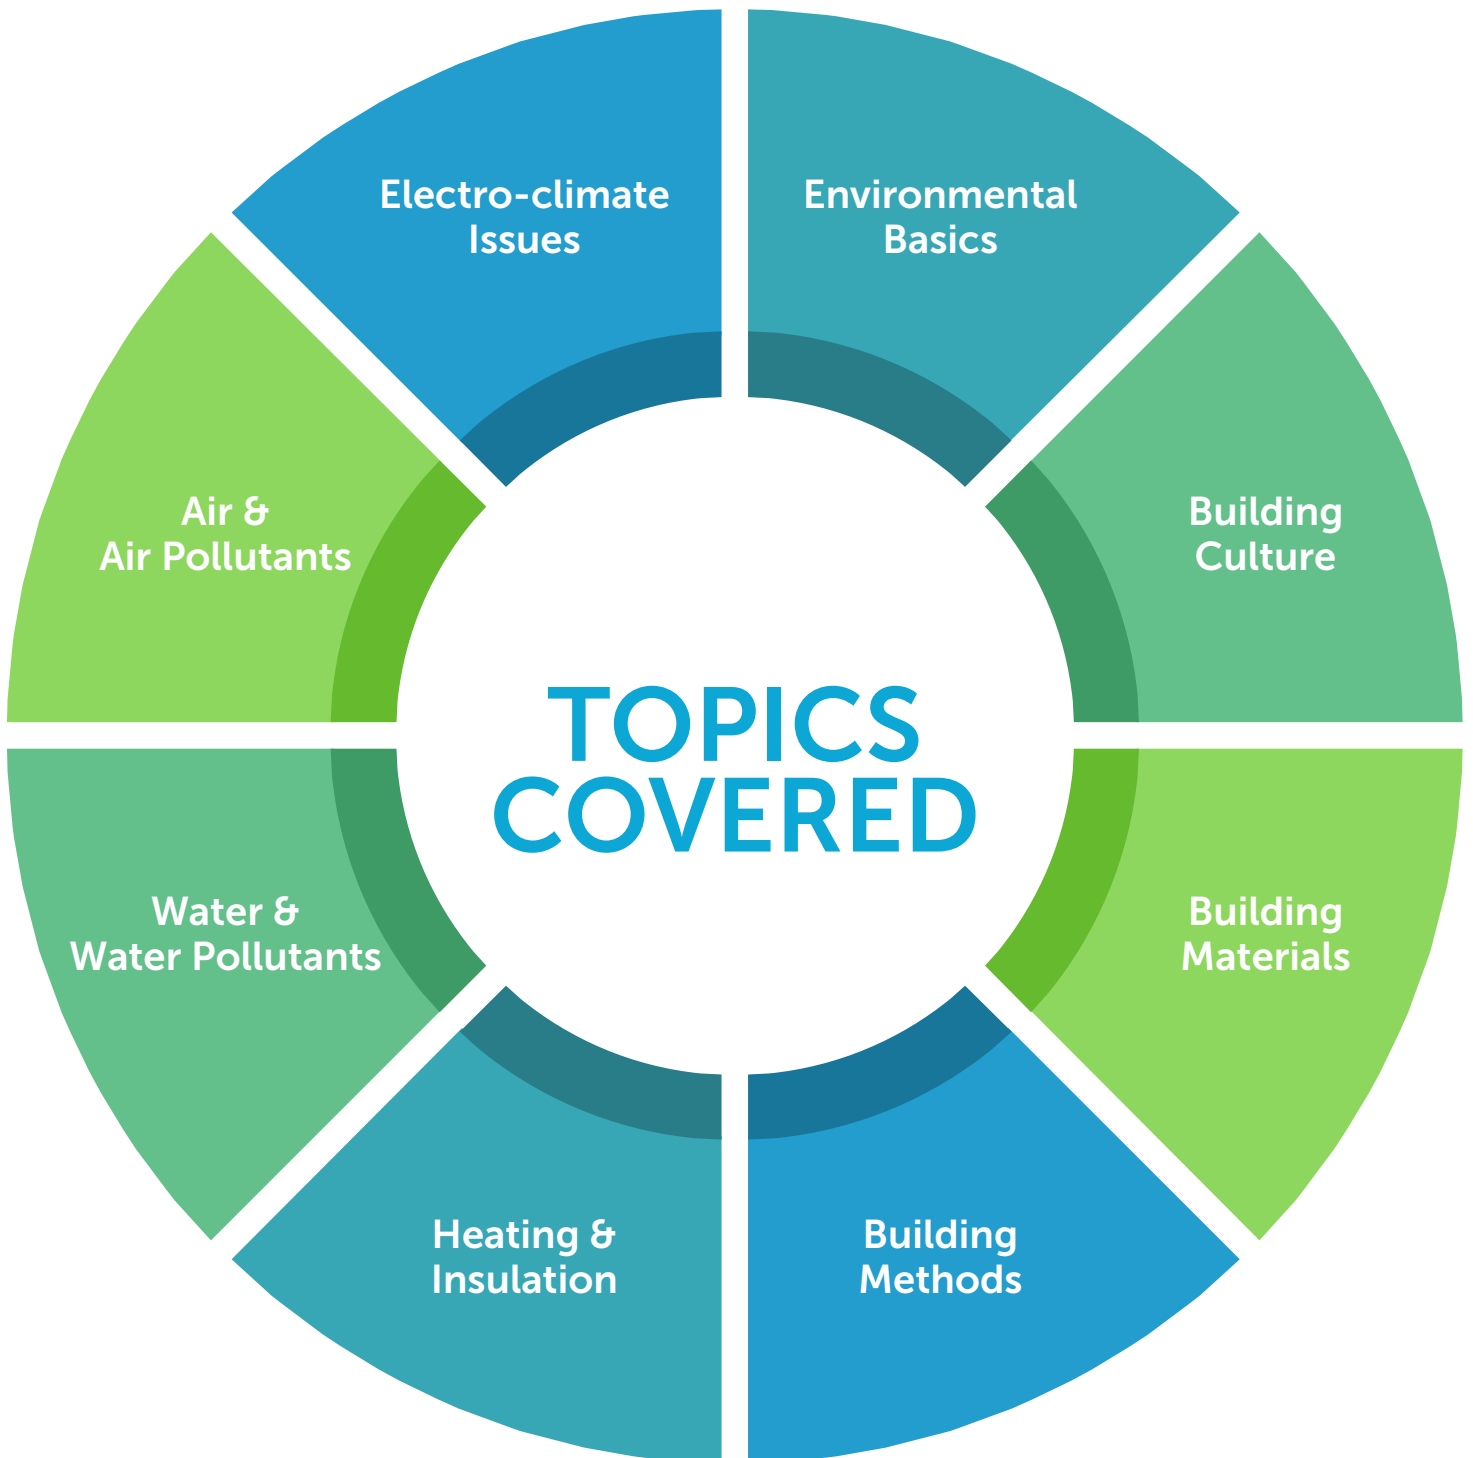 Electro-climate
Issues
Environmental
Basics
Building
Culture
Building
Materials
Building
Methods
Heating &
Insulation
Water &
Water Pollutants
Air &
Air Pollutants
TOPICS
COVERED